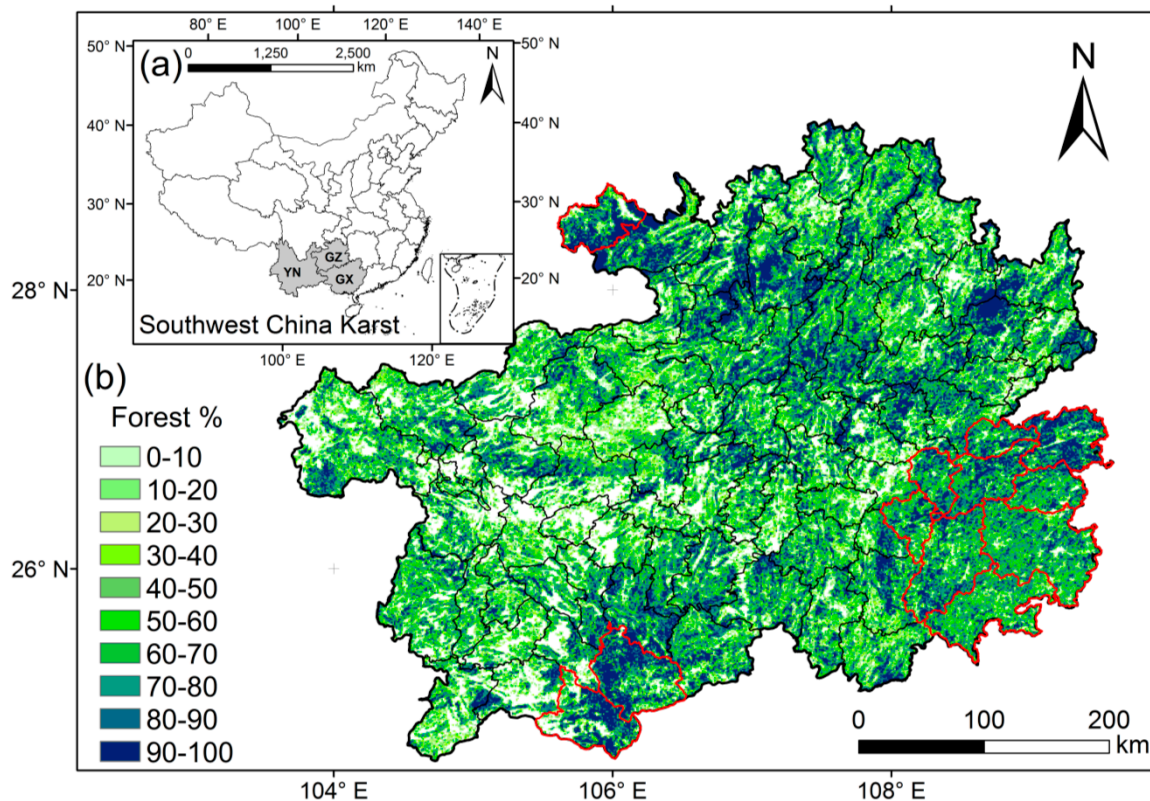 80° E 100° E 120° E 140° E
50° N
(a)
0 1,250 2,500
km
N
50° N
40° N
40° N
30° N
30° N
20° N
20° N
YN
GZ
GX
Southwest China Karst
100° E 120° E
N
28° N
26° N
(b)
Forest %
0-10
10-20
20-30
30-40
40-50
50-60
60-70
70-80
80-90
90-100
0 100 200
km
104° E 106° E 108° E